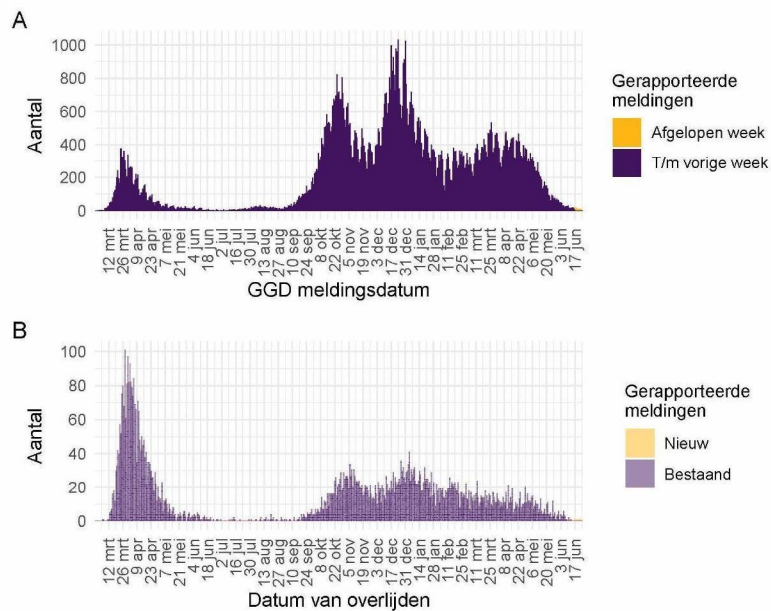 A
1000
800
600
400
200
0
Aantal
12 mrt
26 mrt
9 apr
23 apr
7 mei
21 mei
4 jun
18 jun
2 jul
16 jul
30 jul
13 aug
27 aug
10 sep
24 sep
8 okt
22 okt
5 nov
19 nov
3 dec
17 dec
31 dec
14 jan
28 jan
11 feb
25 feb
11 mrt
25 mrt
8 apr
22 apr
6 mei
20 mei
3 jun
17 jun
GGD meldingsdatum
Gerapporteerde
meldingen
Afgelopen week
T/m vorige week
B
100
80
60
40
20
0
Aantal
12 mrt
26 mrt
9 apr
23 apr
7 mei
21 mei
4 jun
18 jun
2 jul
16 jul
30 jul
13 aug
27 aug
10 sep
24 sep
8 okt
22 okt
5 nov
19 nov
3 dec
17 dec
31 dec
14 jan
28 jan
11 feb
25 feb
11 mrt
25 mrt
8 apr
22 apr
6 mei
20 mei
3 jun
17 jun
Datum van overlijden
Gerapporteerde
meldingen
Nieuw
Bestaand